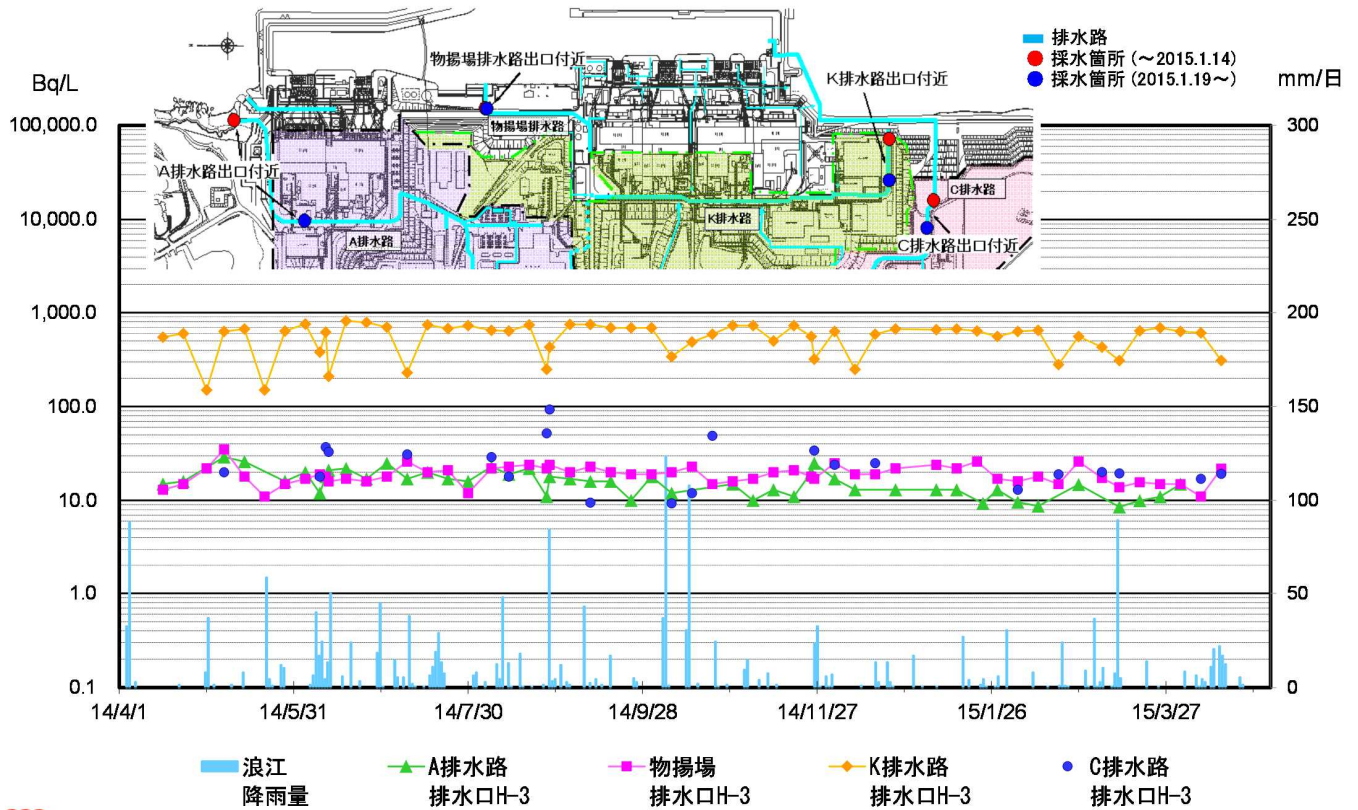 Bq/L
物揚場排水路出口付近
K排水路出口付近
排水路
採水箇所 (～2015.1.14)
採水箇所 (2015.1.19～)
mm/日
A排水路出口付近
物揚場排水路
C排水路
A排水路
K排水路
C排水路出口付近
100,000.0
10,000.0
1,000.0
100.0
10.0
1.0
0.1
300
250
200
150
100
50
0
14/4/1
14/5/31
14/7/30
14/9/28
14/11/27
15/1/26
15/3/27
浪江
降雨量
A排水路
排水口H-3
物揚場
排水口H-3
K排水路
排水口H-3
C排水路
排水口H-3